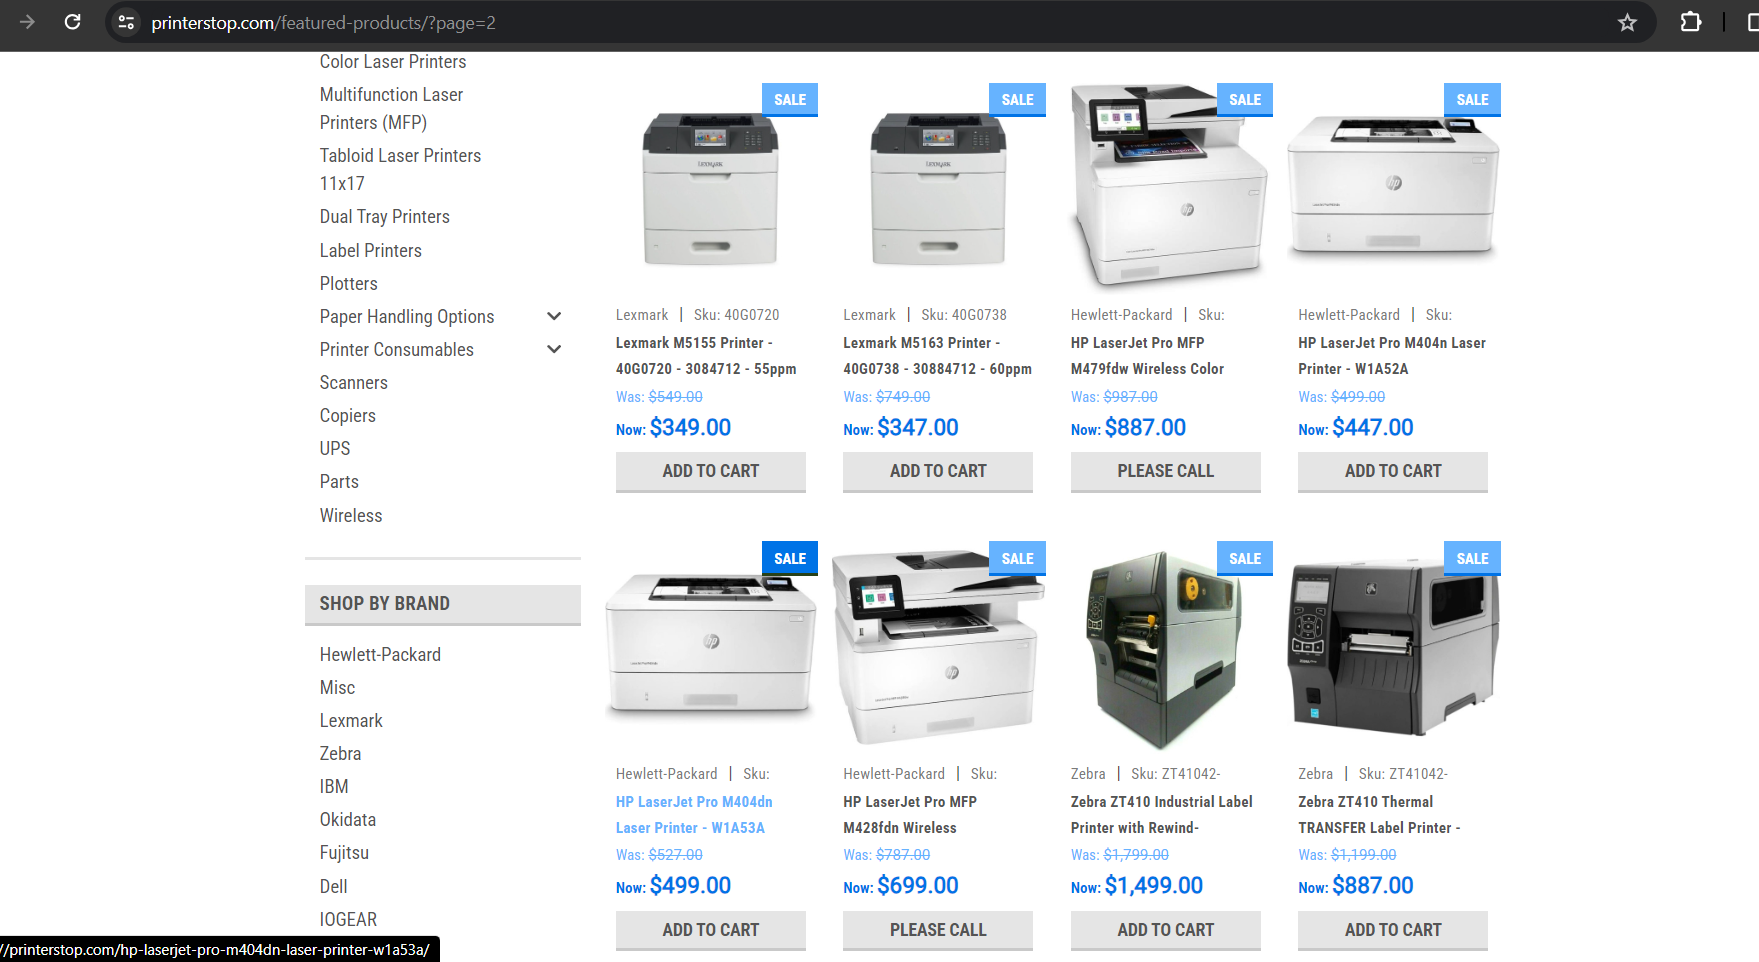 printerstop.com/featured-products/?page=2
Color Laser Printers
Multifunction Laser
Printers (MFP)
Tabloid Laser Printers
11x17
Dual Tray Printers
Label Printers
Plotters
Paper Handling Options
Printer Consumables
Scanners
Copiers
UPS
Parts
Wireless
SHOP BY BRAND
Hewlett-Packard
Misc
Lexmark
Zebra
IBM
Okidata
Fujitsu
Dell
IOGEAR
SALE
Lexmark
Lexmark | Sku: 40G0720
Lexmark M5155 Printer -
40G0720 - 3084712 - 55ppm
Was: $549.00
Now: $349.00
ADD TO CART
SALE
Lexmark
Lexmark | Sku: 40G0738
Lexmark M5163 Printer -
40G0738 - 30884712 - 60ppm
Was: $749.00
Now: $347.00
ADD TO CART
SALE
hp
Hewlett-Packard | Sku:
HP LaserJet Pro MFP
M479fdw Wireless Color
Was: $987.00
Now: $887.00
PLEASE CALL
SALE
hp
Hewlett-Packard | Sku:
HP LaserJet Pro M404n Laser
Printer - W1A52A
Was: $499.00
Now: $447.00
ADD TO CART
SALE
hp
Hewlett-Packard | Sku:
HP LaserJet Pro M404dn
Laser Printer - W1A53A
Was: $527.00
Now: $499.00
ADD TO CART
SALE
hp
Hewlett-Packard | Sku:
HP LaserJet Pro MFP
M428fdn Wireless
Was: $787.00
Now: $699.00
PLEASE CALL
SALE
Zebra | Sku: ZT41042-
Zebra ZT410 Industrial Label
Printer with Rewind-
Was: $1,799.00
Now: $1,499.00
ADD TO CART
SALE
Zebra | Sku: ZT41042-
Zebra ZT410 Thermal
TRANSFER Label Printer -
Was: $1,199.00
Now: $887.00
ADD TO CART
//printerstop.com/hp-laserjet-pro-m404dn-laser-printer-w1a53a/